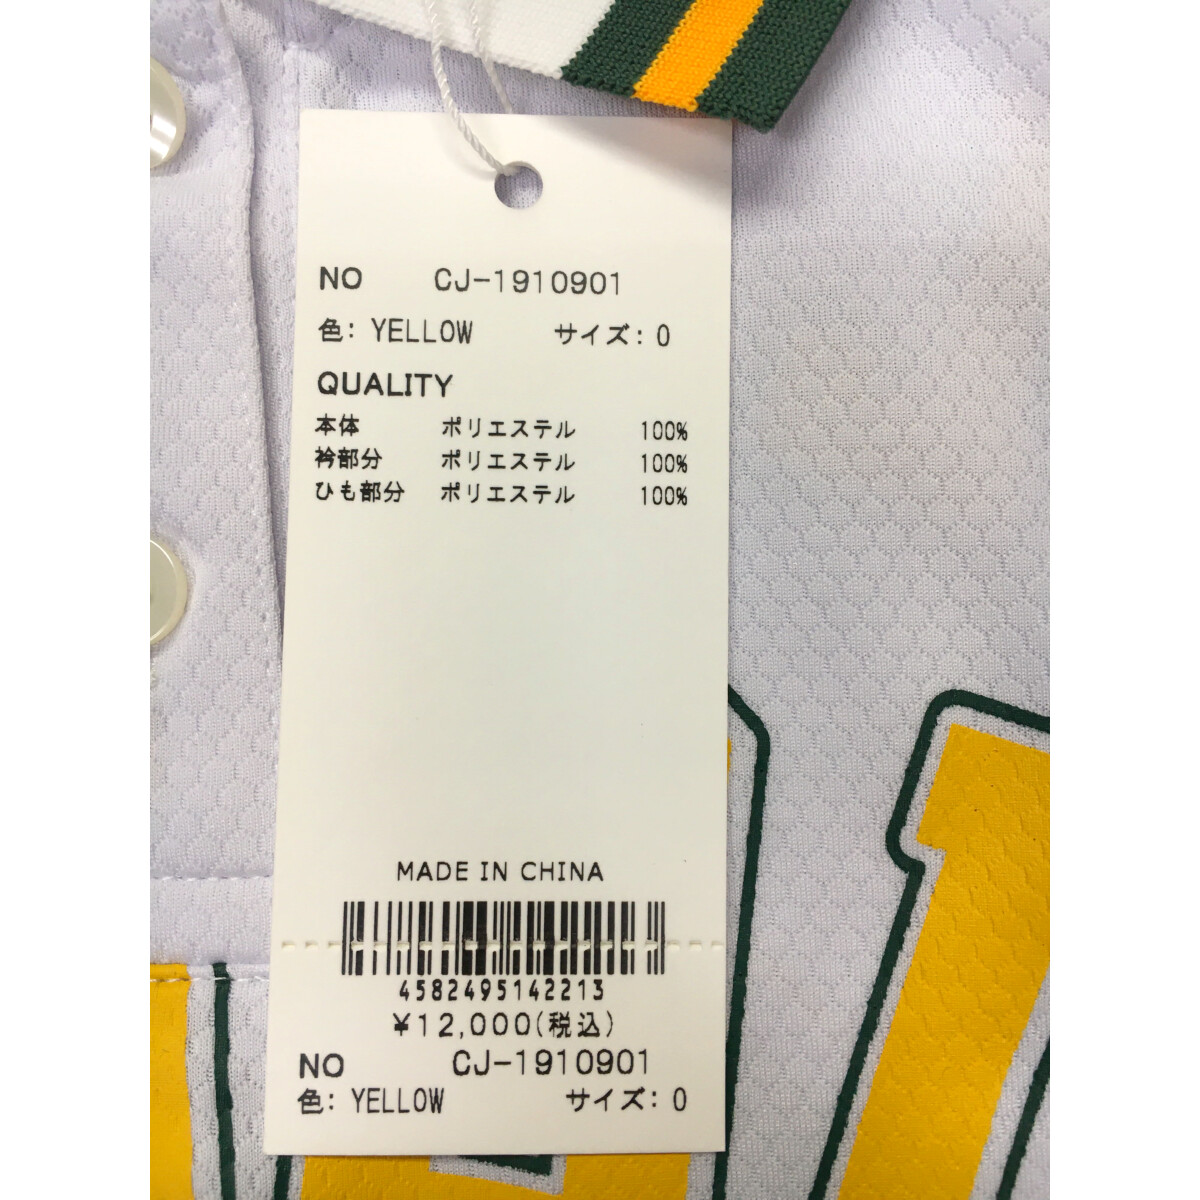 NO CJ-1910901
色: YELLOW サイズ: 0
QUALITY
本体 ポリエステル 100%
衿部分 ポリエステル 100%
ひも部分 ポリエステル 100%
MADE IN CHINA
4582495142213
¥12,000(税込)
NO CJ-1910901
色: YELLOW サイズ: 0